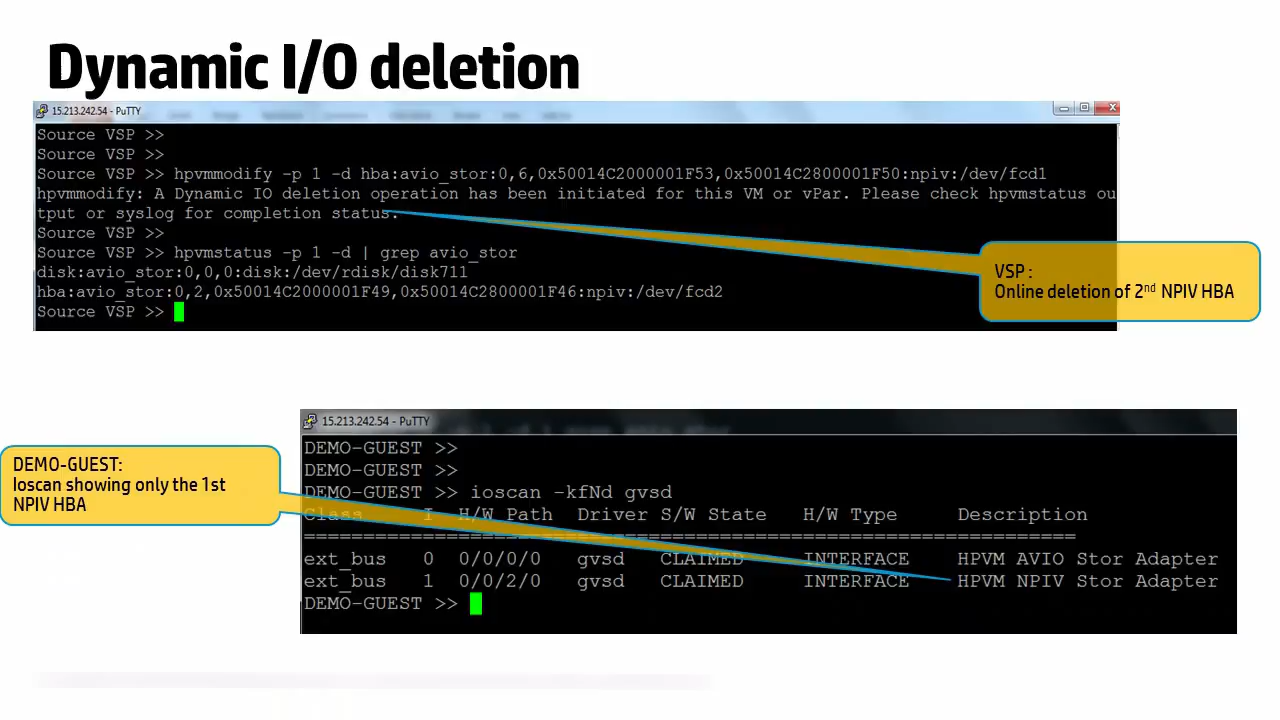 Dynamic I/O deletion
15.213.242.54 - PuTTY
Source VSP >>
Source VSP >>
Source VSP >> hpvmmodify -p 1 -d hba:avio_stor:0,6,0x50014C2000001F53,0x50014C2800001F50:npiv:/dev/fcd1
hpvmmodify: A Dynamic IO deletion operation has been initiated for this VM or vPar. Please check hpvmstatus ou
tput or syslog for completion status.
Source VSP >>
Source VSP >> hpvmstatus -p 1 -d | grep avio_stor
disk:avio_stor:0,0,0:disk:/dev/rdisk/disk711
hba:avio_stor:0,2,0x50014C2000001F49,0x50014C2800001F46:npiv:/dev/fcd2
Source VSP >>
VSP :
Online deletion of 2nd NPIV HBA
15.213.242.54 - PuTTY
DEMO-GUEST >>
DEMO-GUEST >>
DEMO-GUEST >> ioscan -kfNd gvsd
Class I H/W Path Driver S/W State H/W Type Description
=================================================================
ext_bus 0 0/0/0/0 gvsd CLAIMED INTERFACE HPVM AVIO Stor Adapter
ext_bus 1 0/0/2/0 gvsd CLAIMED INTERFACE HPVM NPIV Stor Adapter
DEMO-GUEST >>
DEMO-GUEST:
Ioscan showing only the 1st
NPIV HBA